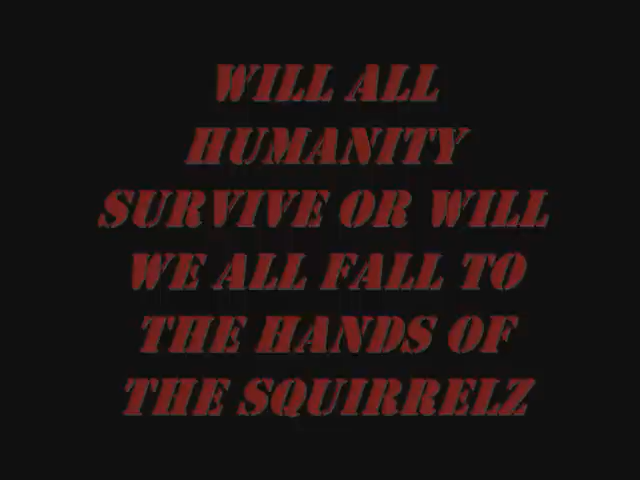 WILL ALL
HUMANITY
SURVIVE OR WILL
WE ALL FALL TO
THE HANDS OF
THE SQUIRRELZ